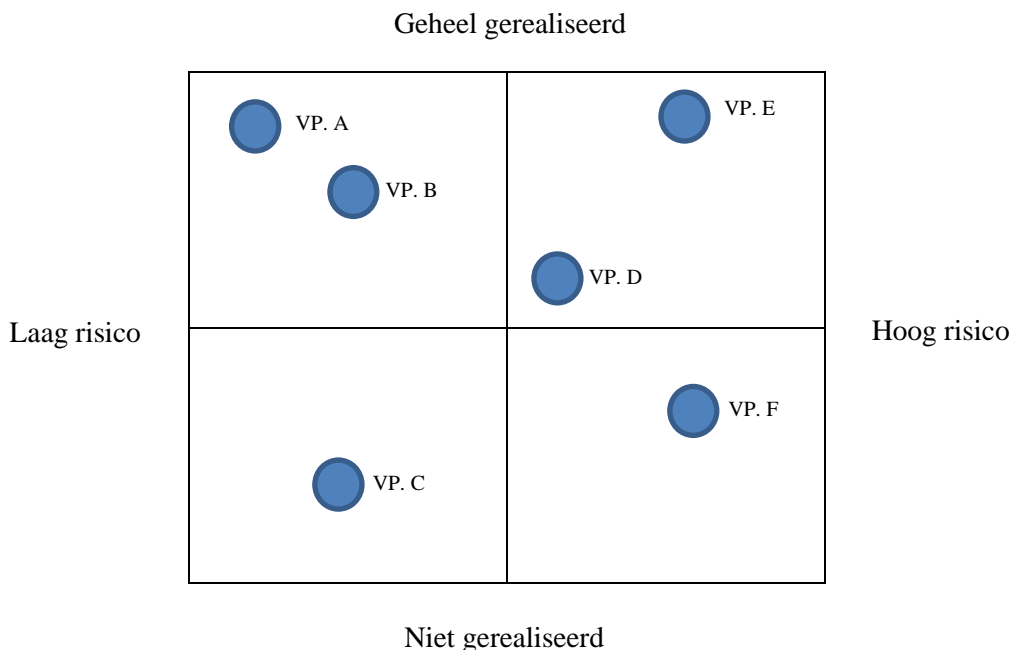 Geheel gerealiseerd
VP. E
VP. A
VP. B
VP. D
Laag risico
Hoog risico
VP. F
VP. C
Niet gerealiseerd